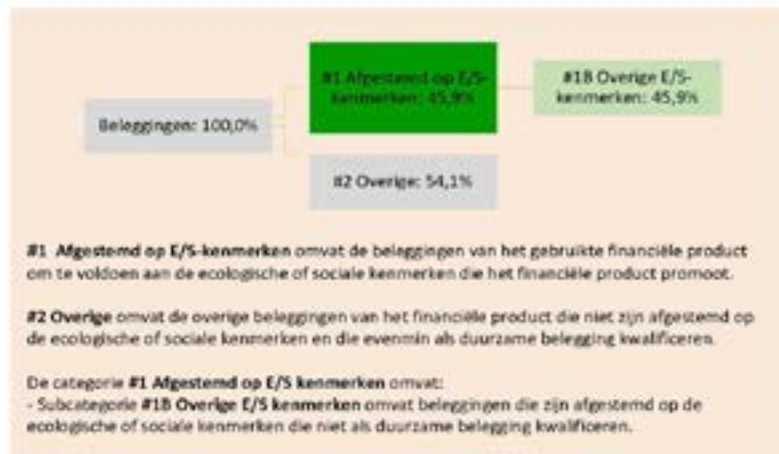 #1 Afgestemd op E/S-
kenmerken: 45,9%
#1B Overige E/S-
kenmerken: 45,9%
Beleggingen: 100,0%
#2 Overige: 54,1%
#1 Afgestemd op E/S-kenmerken omvat de beleggingen van het gebruikte financiële product
om te voldoen aan de ecologische of sociale kenmerken die het financiële product promoot.
#2 Overige omvat de overige beleggingen van het financiële product die niet zijn afgestemd op
de ecologische of sociale kenmerken en die evenmin als duurzame belegging kwalificeren.
De categorie #1 Afgestemd op E/S kenmerken omvat:
- Subcategorie #1B Overige E/S kenmerken omvat beleggingen die zijn afgestemd op de
ecologische of sociale kenmerken die niet als duurzame belegging kwalificeren.